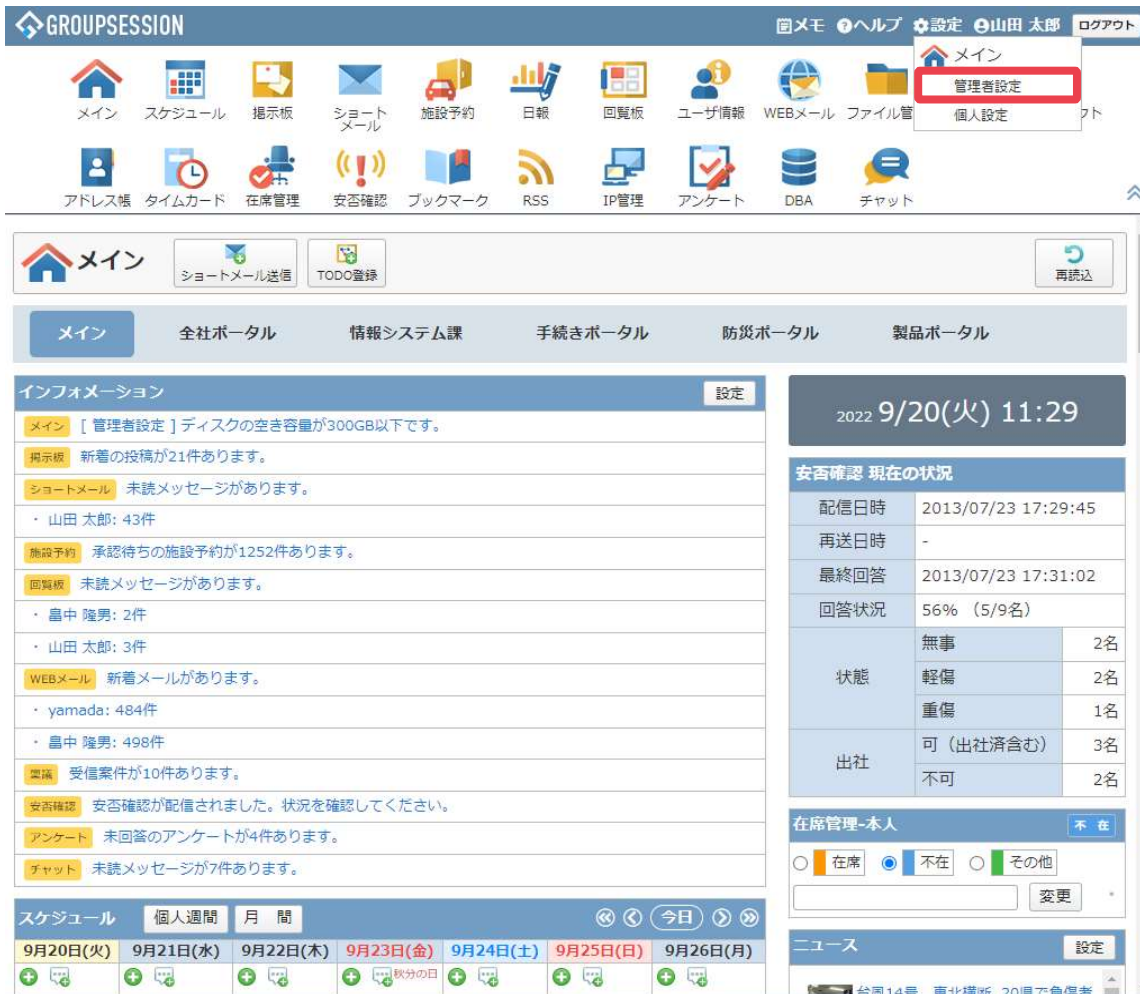 GROUPSESSION
メモ ヘルプ 設定 山田 太郎 ログアウト
メイン
管理者設定
個人設定
メイン スケジュール 掲示板 ショートメール 施設予約 日報 回覧板 ユーザ情報 WEBメール ファイル管
アドレス帳 タイムカード 在席管理 安否確認 ブックマーク RSS IP管理 アンケート DBA チャット
メイン ショートメール送信 TODO登録 再読込
メイン 全社ポータル 情報システム課 手続きポータル 防災ポータル 製品ポータル
インフォメーション 設定
メイン [ 管理者設定 ] ディスクの空き容量が300GB以下です。
掲示板 新着の投稿が21件あります。
ショートメール 未読メッセージがあります。
・ 山田 太郎: 43件
施設予約 承認待ちの施設予約が1252件あります。
回覧板 未読メッセージがあります。
・ 畠中 隆男: 2件
・ 山田 太郎: 3件
WEBメール 新着メールがあります。
・ yamada: 484件
・ 畠中 隆男: 498件
稟議 受信案件が10件あります。
安否確認 安否確認が配信されました。状況を確認してください。
アンケート 未回答のアンケートが4件あります。
チャット 未読メッセージが7件あります。
スケジュール 個人週間 月 間 今日
9月20日(火) 9月21日(水) 9月22日(木) 9月23日(金) 9月24日(土) 9月25日(日) 9月26日(月)
秋分の日
2022 9/20(火) 11:29
安否確認 現在の状況
配信日時 2013/07/23 17:29:45
再送日時 -
最終回答 2013/07/23 17:31:02
回答状況 56% (5/9名)
状態 無事 2名
軽傷 2名
重傷 1名
出社 可（出社済含む） 3名
不可 2名
在席管理-本人 不 在
在席 不在 その他
変更
ニュース 設定